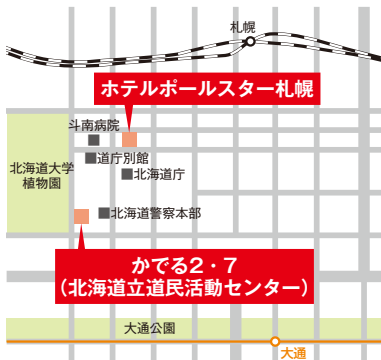 札幌
ホテルポールスター札幌
斗南病院
道庁別館
北海道大学
植物園
北海道庁
北海道警察本部
かでる2・7
（北海道立道民活動センター）
大通公園
大通